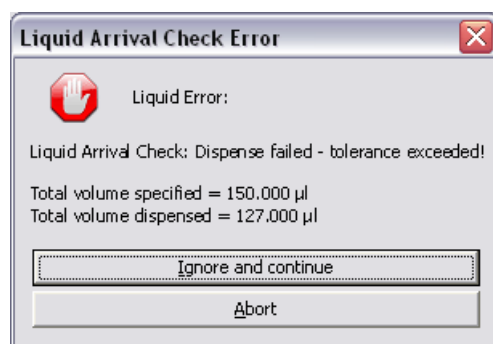 Liquid Arrival Check Error
Liquid Error:
Liquid Arrival Check: Dispense failed - tolerance exceeded!
Total volume specified = 150.000 µl
Total volume dispensed = 127.000 µl
Ignore and continue
Abort